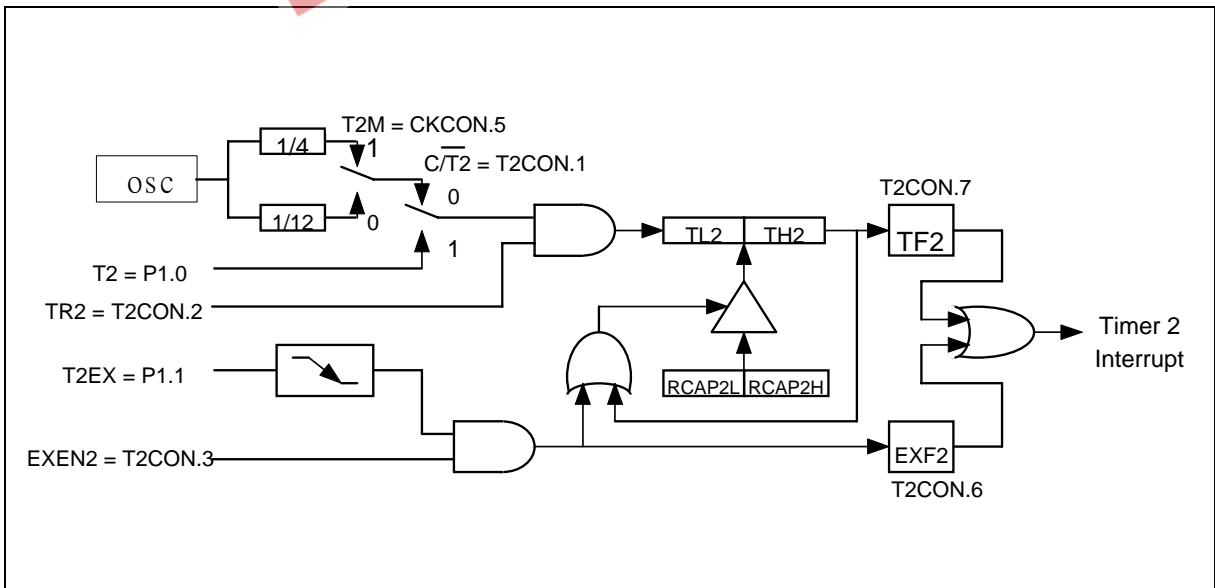 T2M = CKCON.5
1/4
1
C/T2 = T2CON.1
OSC
0
T2CON.7
1/12
0
TL2
TH2
TF2
1
T2 = P1.0
TR2 = T2CON.2
Timer 2
Interrupt
T2EX = P1.1
RCAP2L
RCAP2H
EXEN2 = T2CON.3
EXF2
T2CON.6